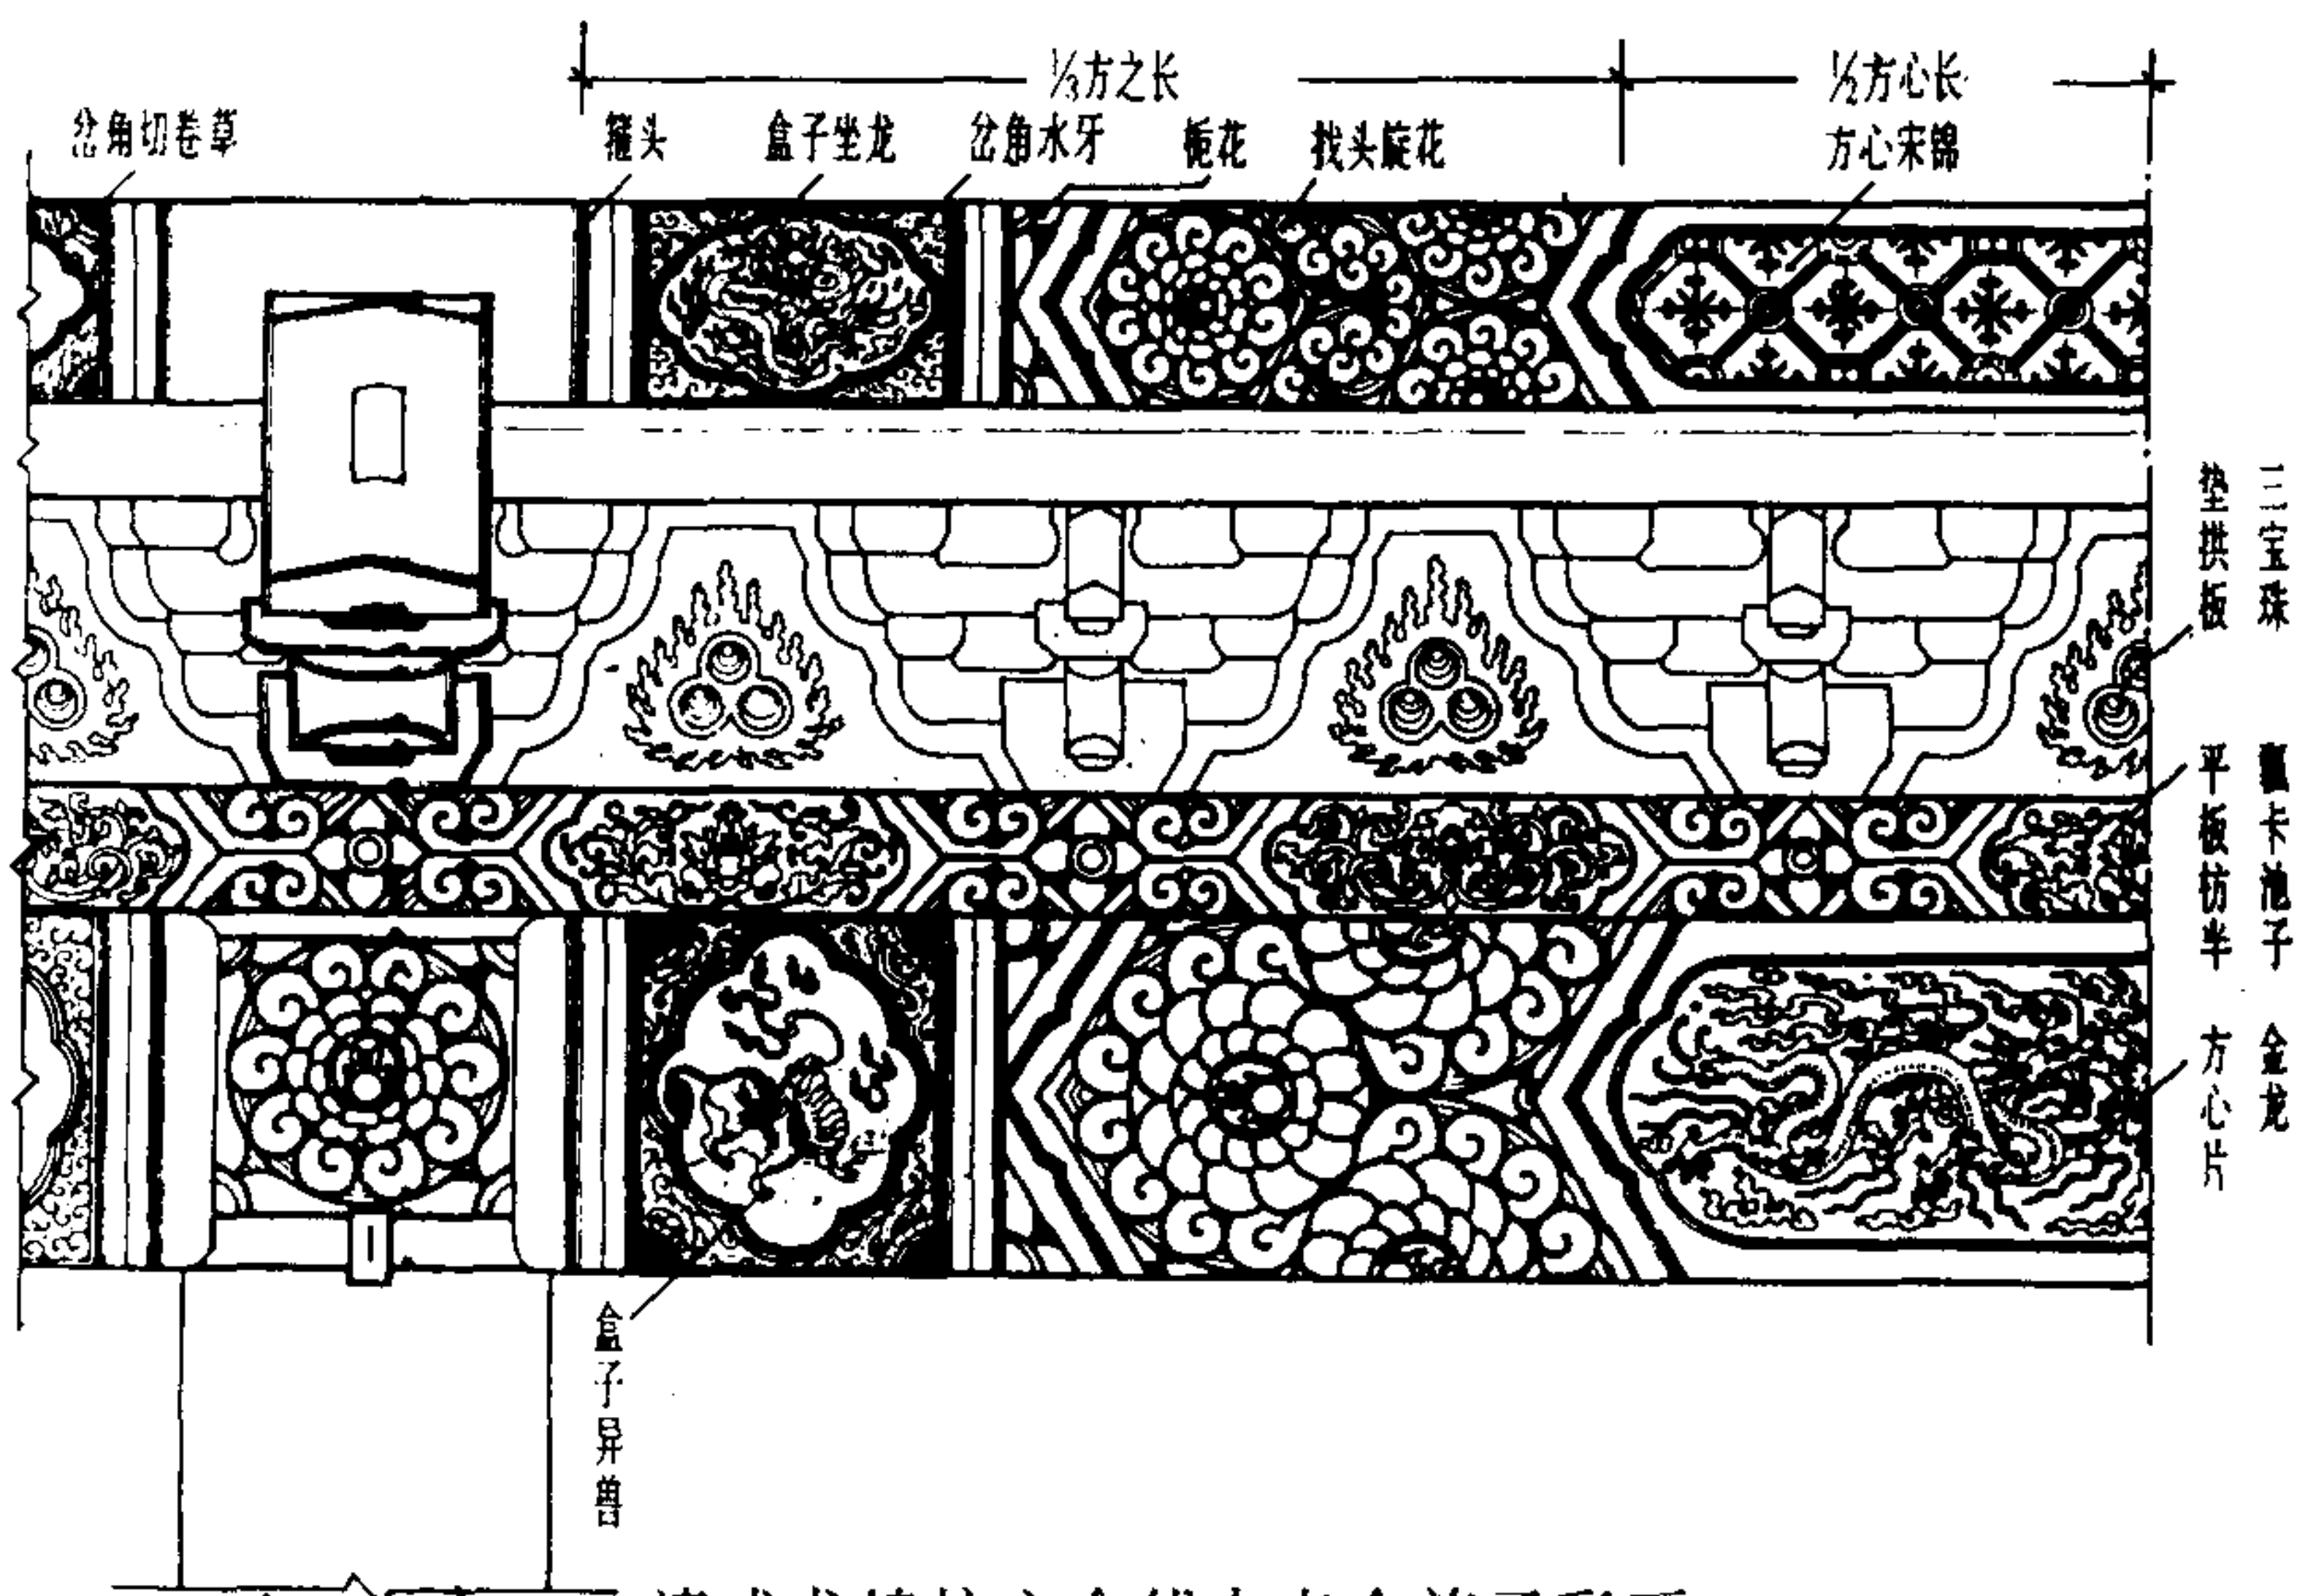 ⅓方之长
½方心长
岔角切卷草
箍头
盒子坐龙
岔角水牙
栀花
找头旋花
方心宋锦
三宝珠
垫拱板
瓢卡池子
平板枋半
金龙
方心片
盒子异兽